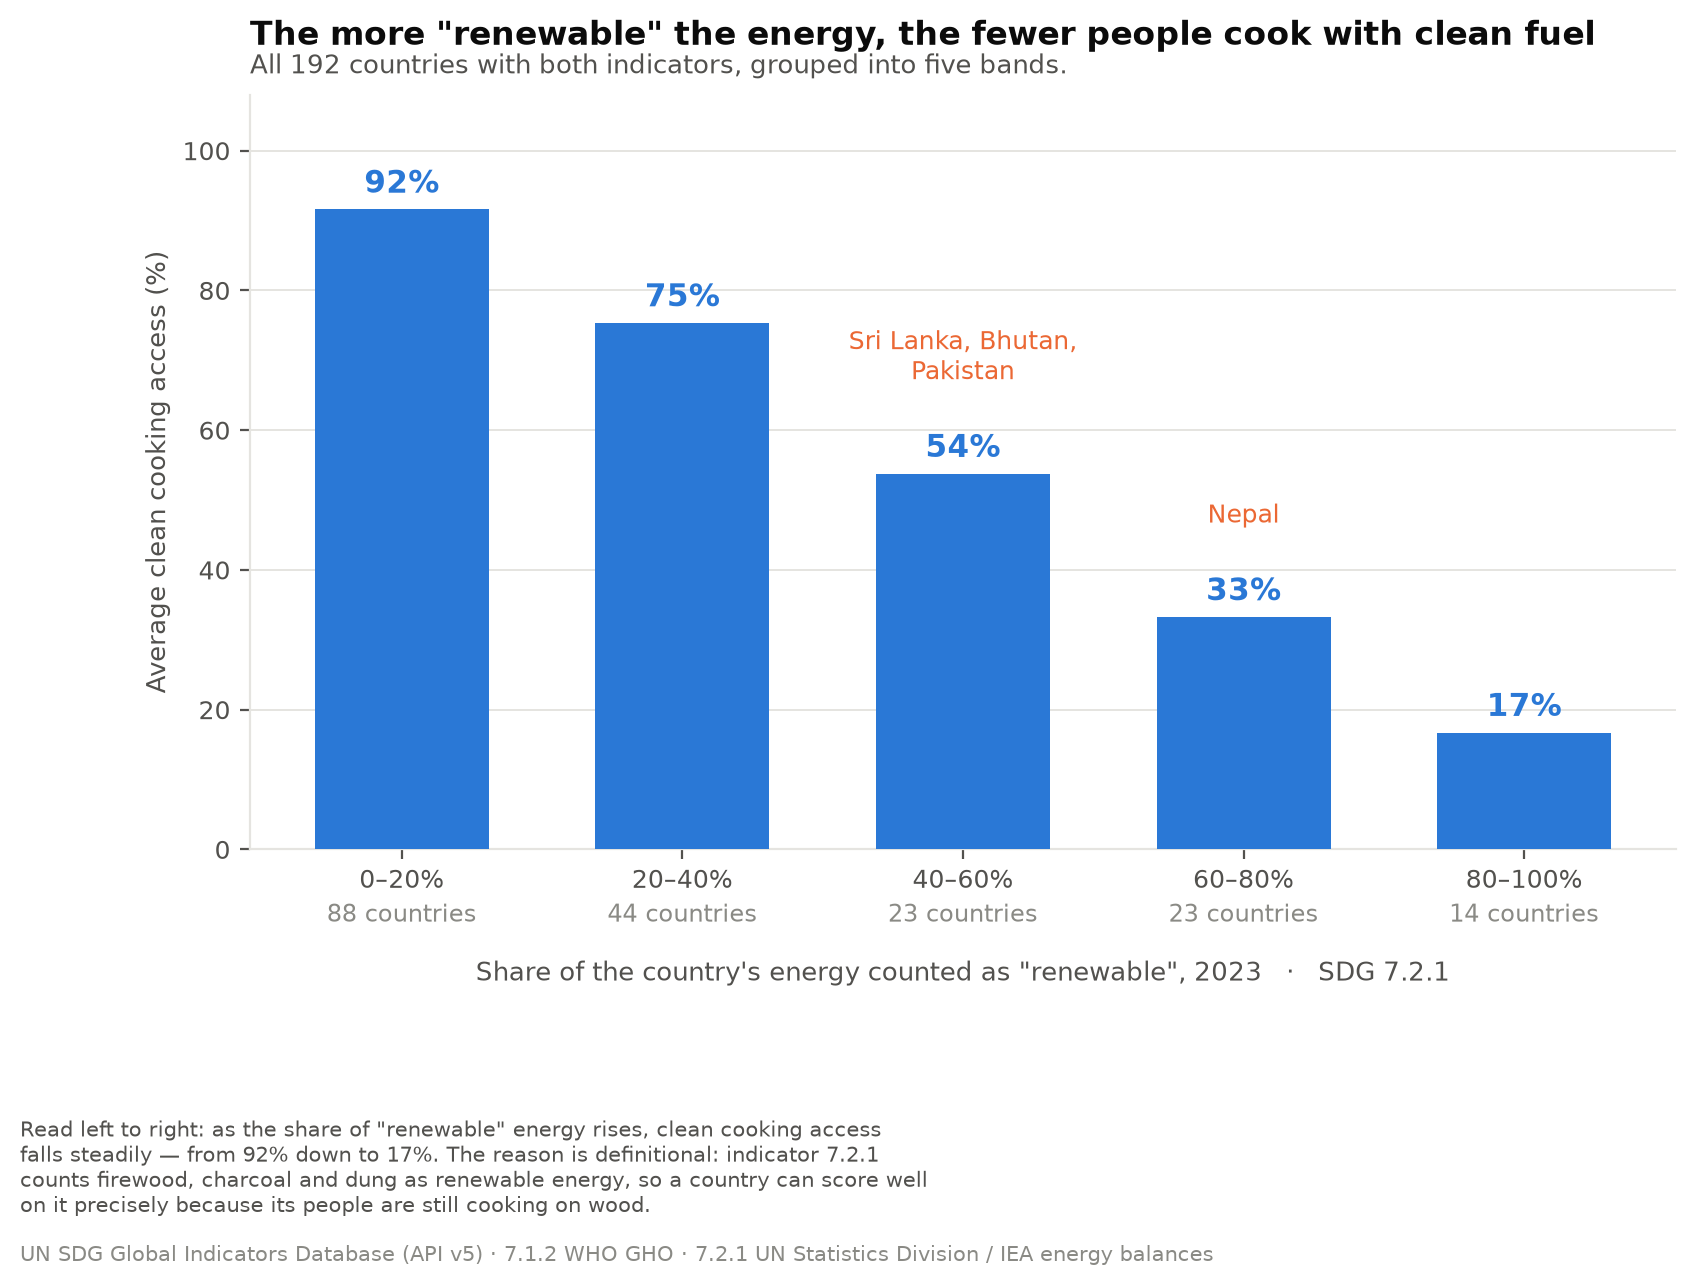 The more "renewable" the energy, the fewer people cook with clean fuel
All 192 countries with both indicators, grouped into five bands.
Average clean cooking access (%)
100
80
60
40
20
0
92%
75%
Sri Lanka, Bhutan,
Pakistan
54%
Nepal
33%
17%
0–20%
20–40%
40–60%
60–80%
80–100%
88 countries
44 countries
23 countries
23 countries
14 countries
Share of the country's energy counted as "renewable", 2023 · SDG 7.2.1
Read left to right: as the share of "renewable" energy rises, clean cooking access
falls steadily — from 92% down to 17%. The reason is definitional: indicator 7.2.1
counts firewood, charcoal and dung as renewable energy, so a country can score well
on it precisely because its people are still cooking on wood.
UN SDG Global Indicators Database (API v5) · 7.1.2 WHO GHO · 7.2.1 UN Statistics Division / IEA energy balances